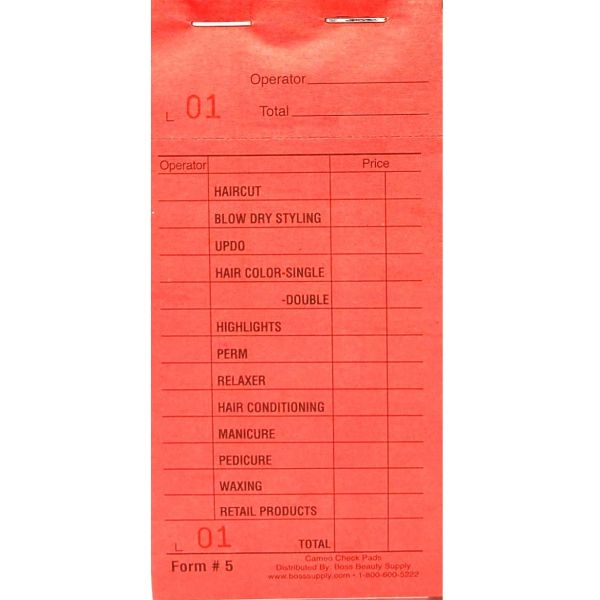 Operator
L 01 Total
Operator Price
HAIRCUT
BLOW DRY STYLING
UPDO
HAIR COLOR-SINGLE
-DOUBLE
HIGHLIGHTS
PERM
RELAXER
HAIR CONDITIONING
MANICURE
PEDICURE
WAXING
RETAIL PRODUCTS
L 01 TOTAL
Cameo Check Pads
Form # 5 Distributed By: Boss Beauty Supply
www.bosssupply.com • 1-800-600-5222